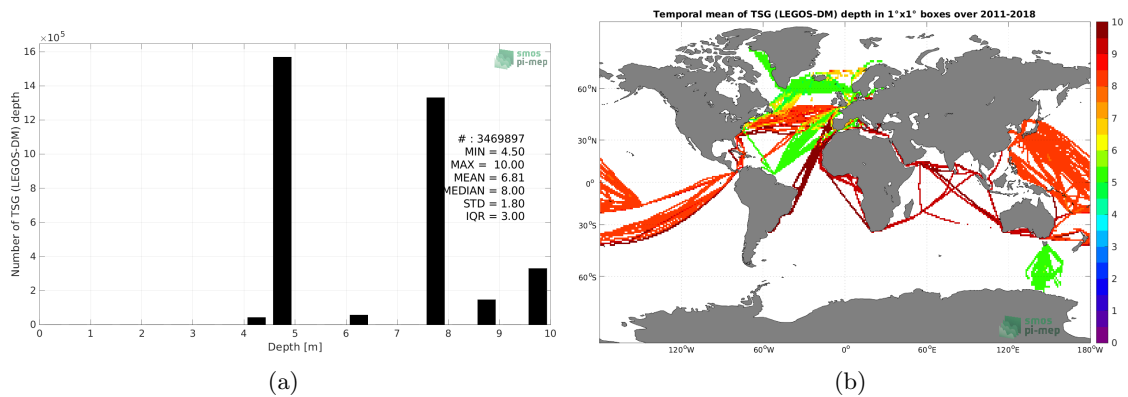 ×10⁵
16
14
12
10
8
6
4
2
0
Number of TSG (LEGOS-DM) depth
smos
pi-mep
# : 3469897
MIN = 4.50
MAX = 10.00
MEAN = 6.81
MEDIAN = 8.00
STD = 1.80
IQR = 3.00
0 1 2 3 4 5 6 7 8 9 10
Depth [m]
(a)
Temporal mean of TSG (LEGOS-DM) depth in 1°x1° boxes over 2011-2018
60°N
30°N
0°
30°S
60°S
120°W 60°W 0° 60°E 120°E 180°W
smos
pi-mep
10
9
8
7
6
5
4
3
2
1
0
(b)